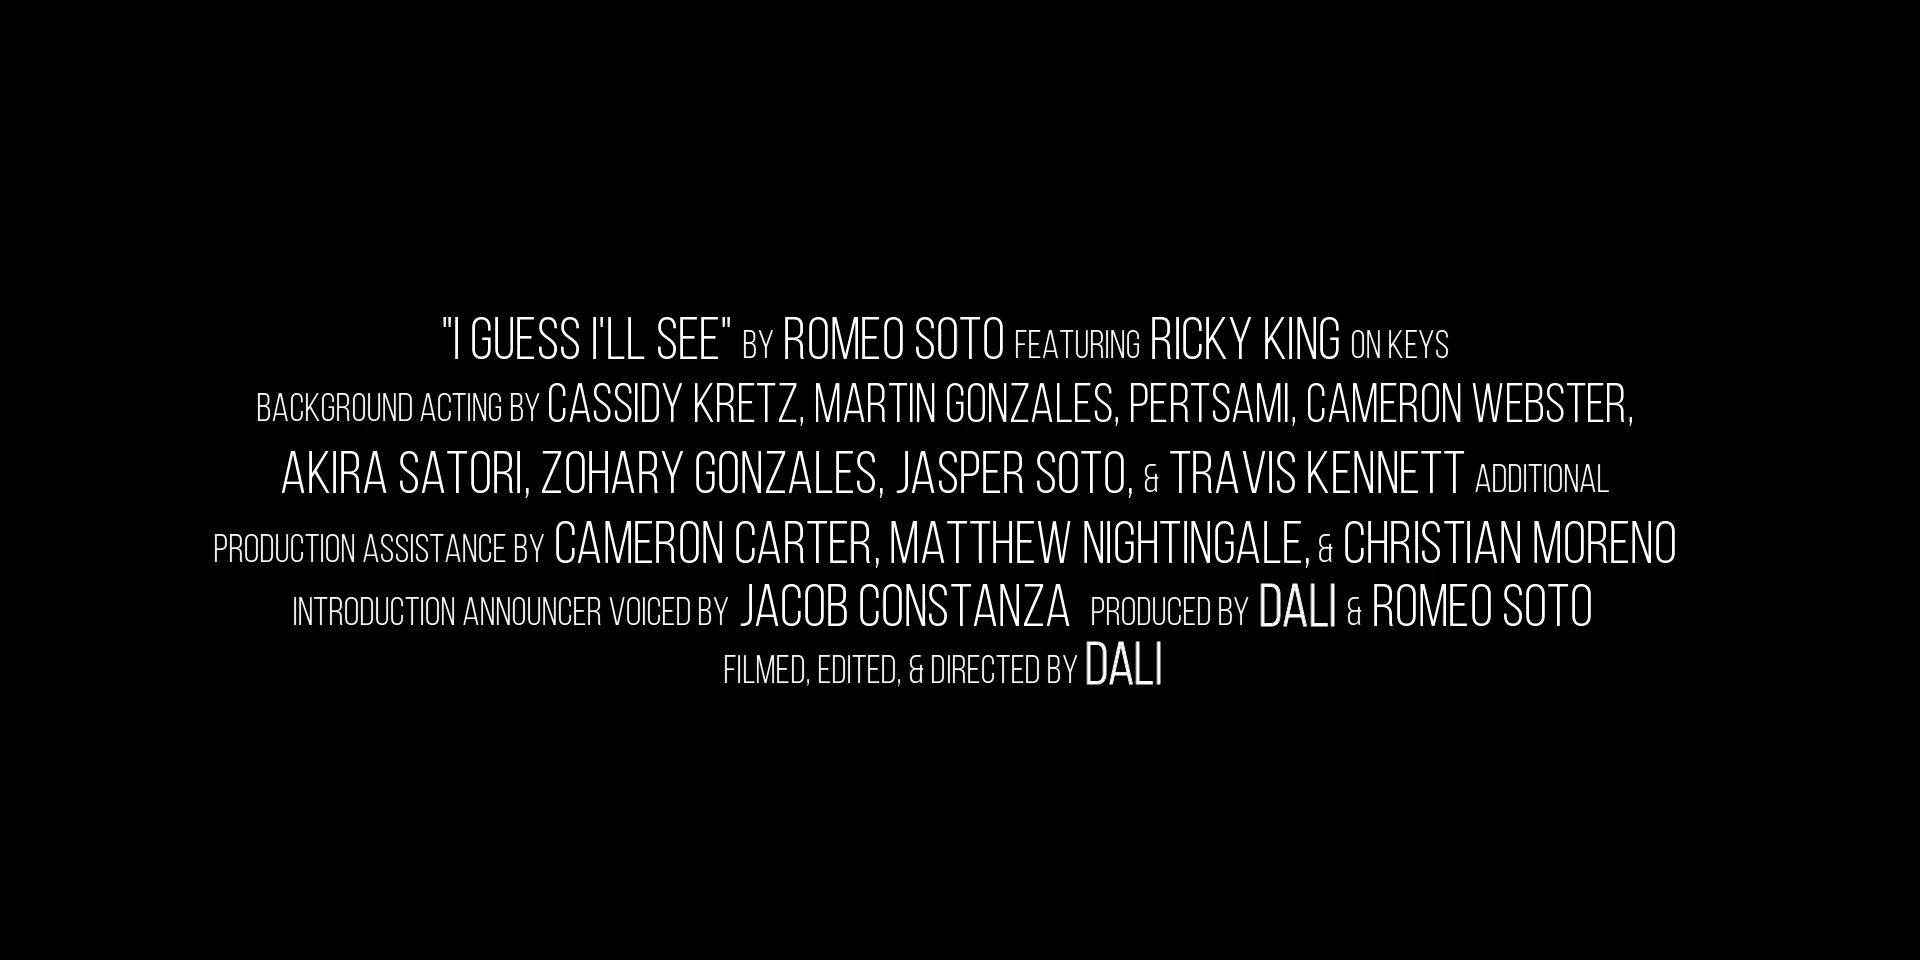 "I GUESS I'LL SEE" BY ROMEO SOTO FEATURING RICKY KING ON KEYS
BACKGROUND ACTING BY CASSIDY KRETZ, MARTIN GONZALES, PERTSAMI, CAMERON WEBSTER,
AKIRA SATORI, ZOHARY GONZALES, JASPER SOTO, & TRAVIS KENNETT ADDITIONAL
PRODUCTION ASSISTANCE BY CAMERON CARTER, MATTHEW NIGHTINGALE, & CHRISTIAN MORENO
INTRODUCTION ANNOUNCER VOICED BY JACOB CONSTANZA PRODUCED BY DALI & ROMEO SOTO
FILMED, EDITED, & DIRECTED BY DALI